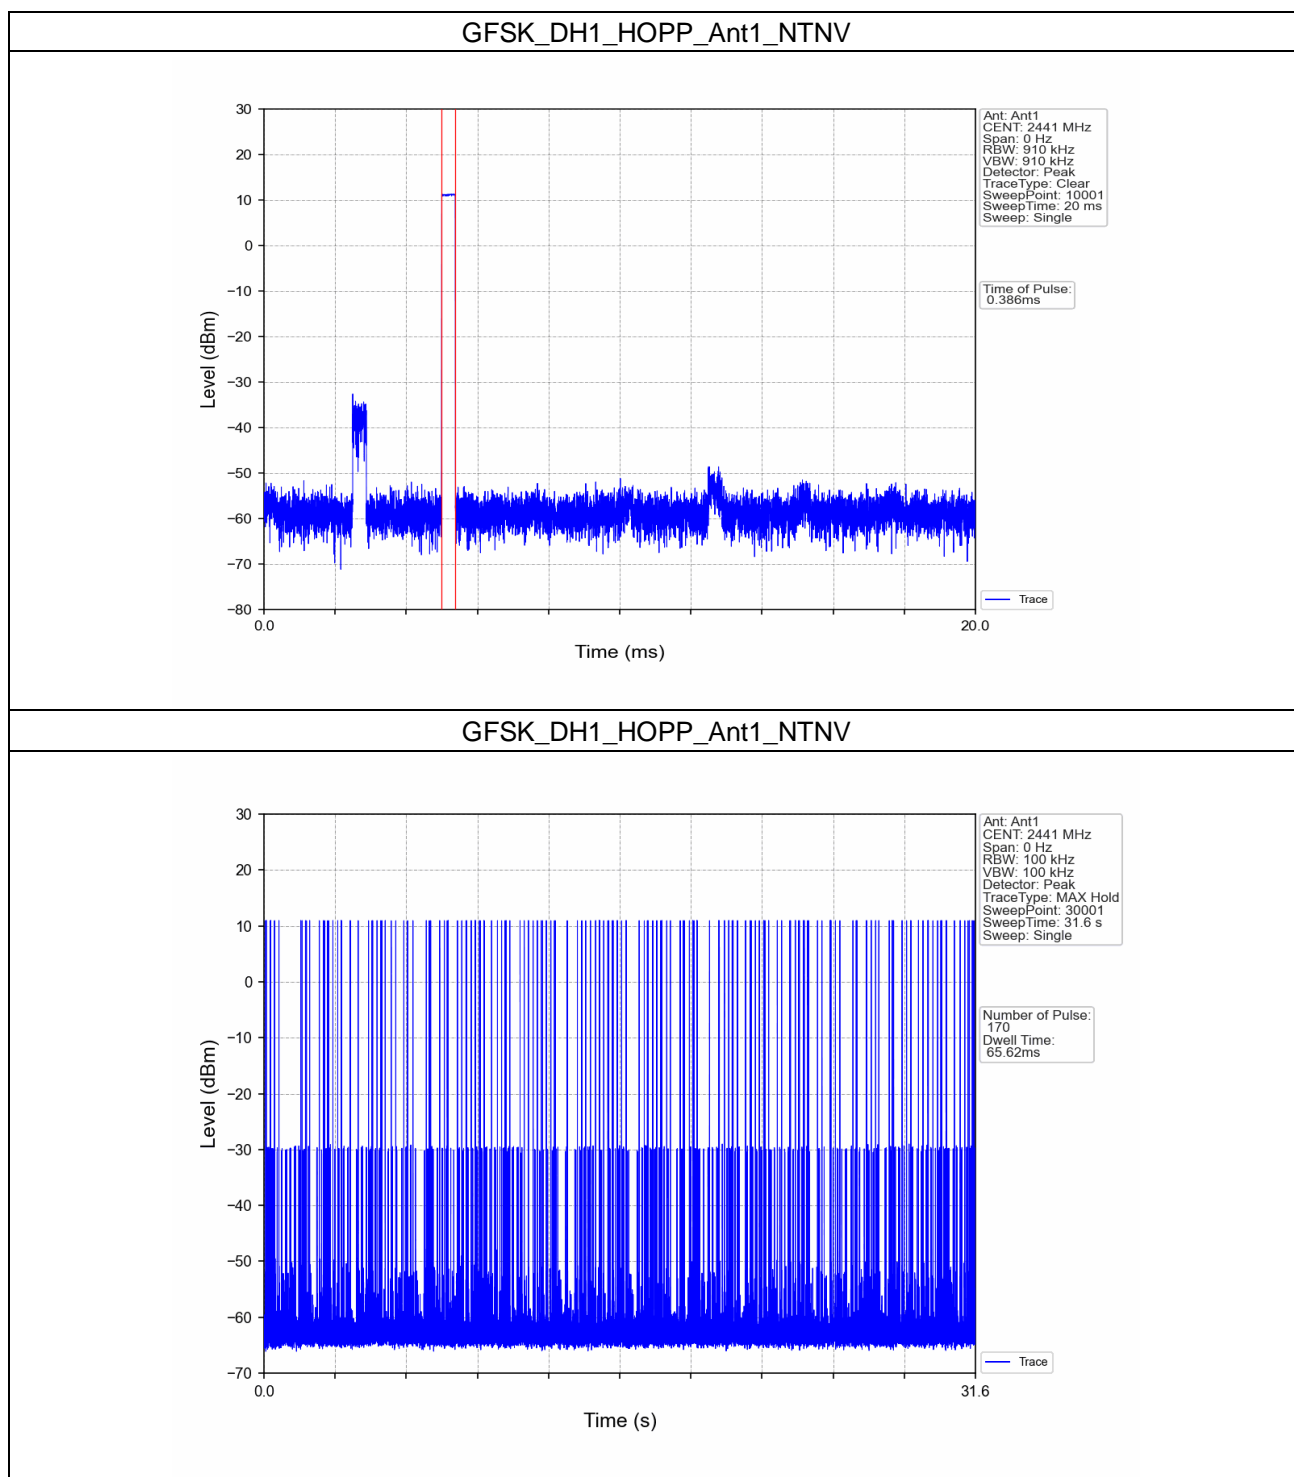 GFSK_DH1_HOPP_Ant1_NTNV
30
20
10
0
−10
−20
−30
−40
−50
−60
−70
−80
Level (dBm)
0.0
20.0
Time (ms)
Ant: Ant1
CENT: 2441 MHz
Span: 0 Hz
RBW: 910 kHz
VBW: 910 kHz
Detector: Peak
TraceType: Clear
SweepPoint: 10001
SweepTime: 20 ms
Sweep: Single
Time of Pulse:
0.386ms
Trace
GFSK_DH1_HOPP_Ant1_NTNV
30
20
10
0
−10
−20
−30
−40
−50
−60
−70
Level (dBm)
0.0
31.6
Time (s)
Ant: Ant1
CENT: 2441 MHz
Span: 0 Hz
RBW: 100 kHz
VBW: 100 kHz
Detector: Peak
TraceType: MAX Hold
SweepPoint: 30001
SweepTime: 31.6 s
Sweep: Single
Number of Pulse:
170
Dwell Time:
65.62ms
Trace